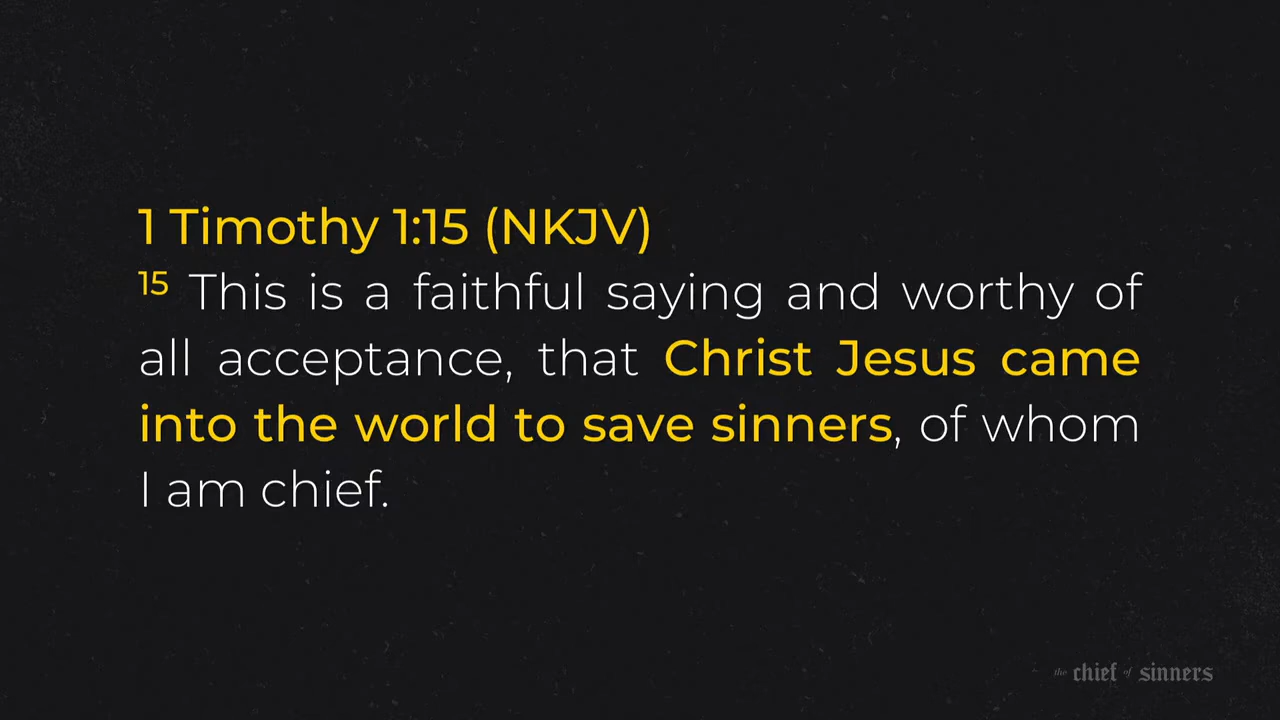 1 Timothy 1:15 (NKJV)
15 This is a faithful saying and worthy of
all acceptance, that Christ Jesus came
into the world to save sinners, of whom
I am chief.
the chief of sinners